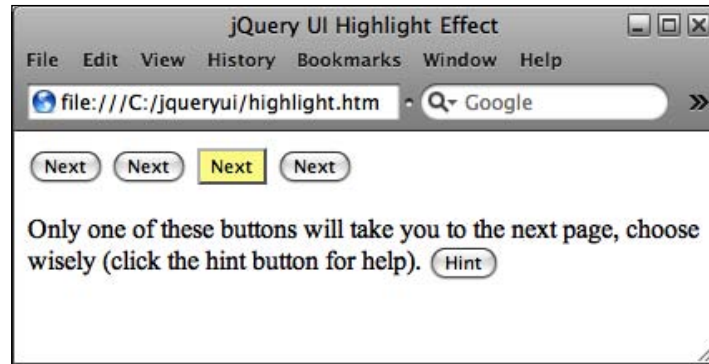 jQuery UI Highlight Effect
File Edit View History Bookmarks Window Help
file:///C:/jqueryui/highlight.htm Google
Next Next Next Next
Only one of these buttons will take you to the next page, choose
wisely (click the hint button for help). Hint